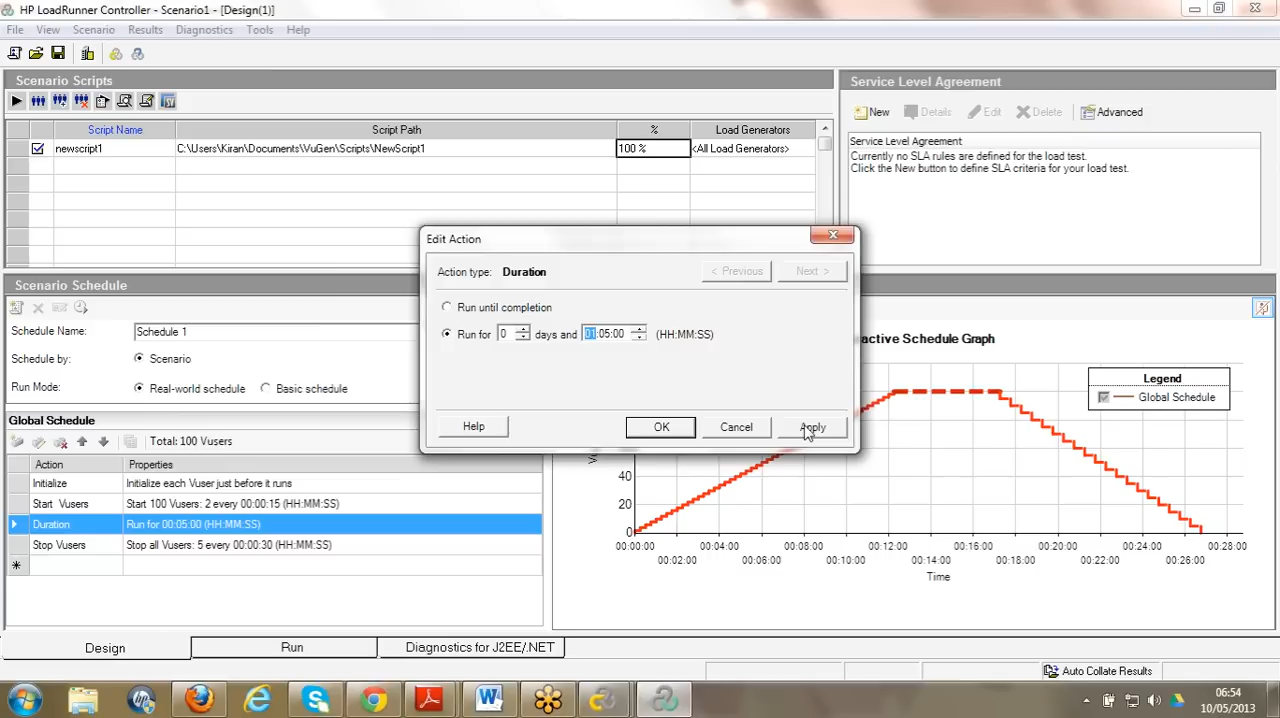 HP LoadRunner Controller - Scenario1 - [Design(1)]
File View Scenario Results Diagnostics Tools Help
Scenario Scripts
Script Name Script Path % Load Generators
newscript1 C:\Users\Kiran\Documents\VuGen\Scripts\NewScript1 100 % <All Load Generators>
Service Level Agreement
New Details Edit Delete Advanced
Service Level Agreement
Currently no SLA rules are defined for the load test.
Click the New button to define SLA criteria for your load test.
Edit Action
Action type: Duration < Previous Next >
Run until completion
Run for 0 days and 01:05:00 (HH:MM:SS)
Help OK Cancel Apply
Scenario Schedule
Schedule Name: Schedule 1
Schedule by: Scenario
Run Mode: Real-world schedule Basic schedule
Global Schedule
Total: 100 Vusers
Action Properties
Initialize Initialize each Vuser just before it runs
Start Vusers Start 100 Vusers: 2 every 00:00:15 (HH:MM:SS)
Duration Run for 00:05:00 (HH:MM:SS)
Stop Vusers Stop all Vusers: 5 every 00:00:30 (HH:MM:SS)
active Schedule Graph
Legend
Global Schedule
40
20
0
00:00:00 00:04:00 00:08:00 00:12:00 00:16:00 00:20:00 00:24:00 00:28:00
00:02:00 00:06:00 00:10:00 00:14:00 00:18:00 00:22:00 00:26:00
Time
Design Run Diagnostics for J2EE/.NET
Auto Collate Results
06:54
10/05/2013